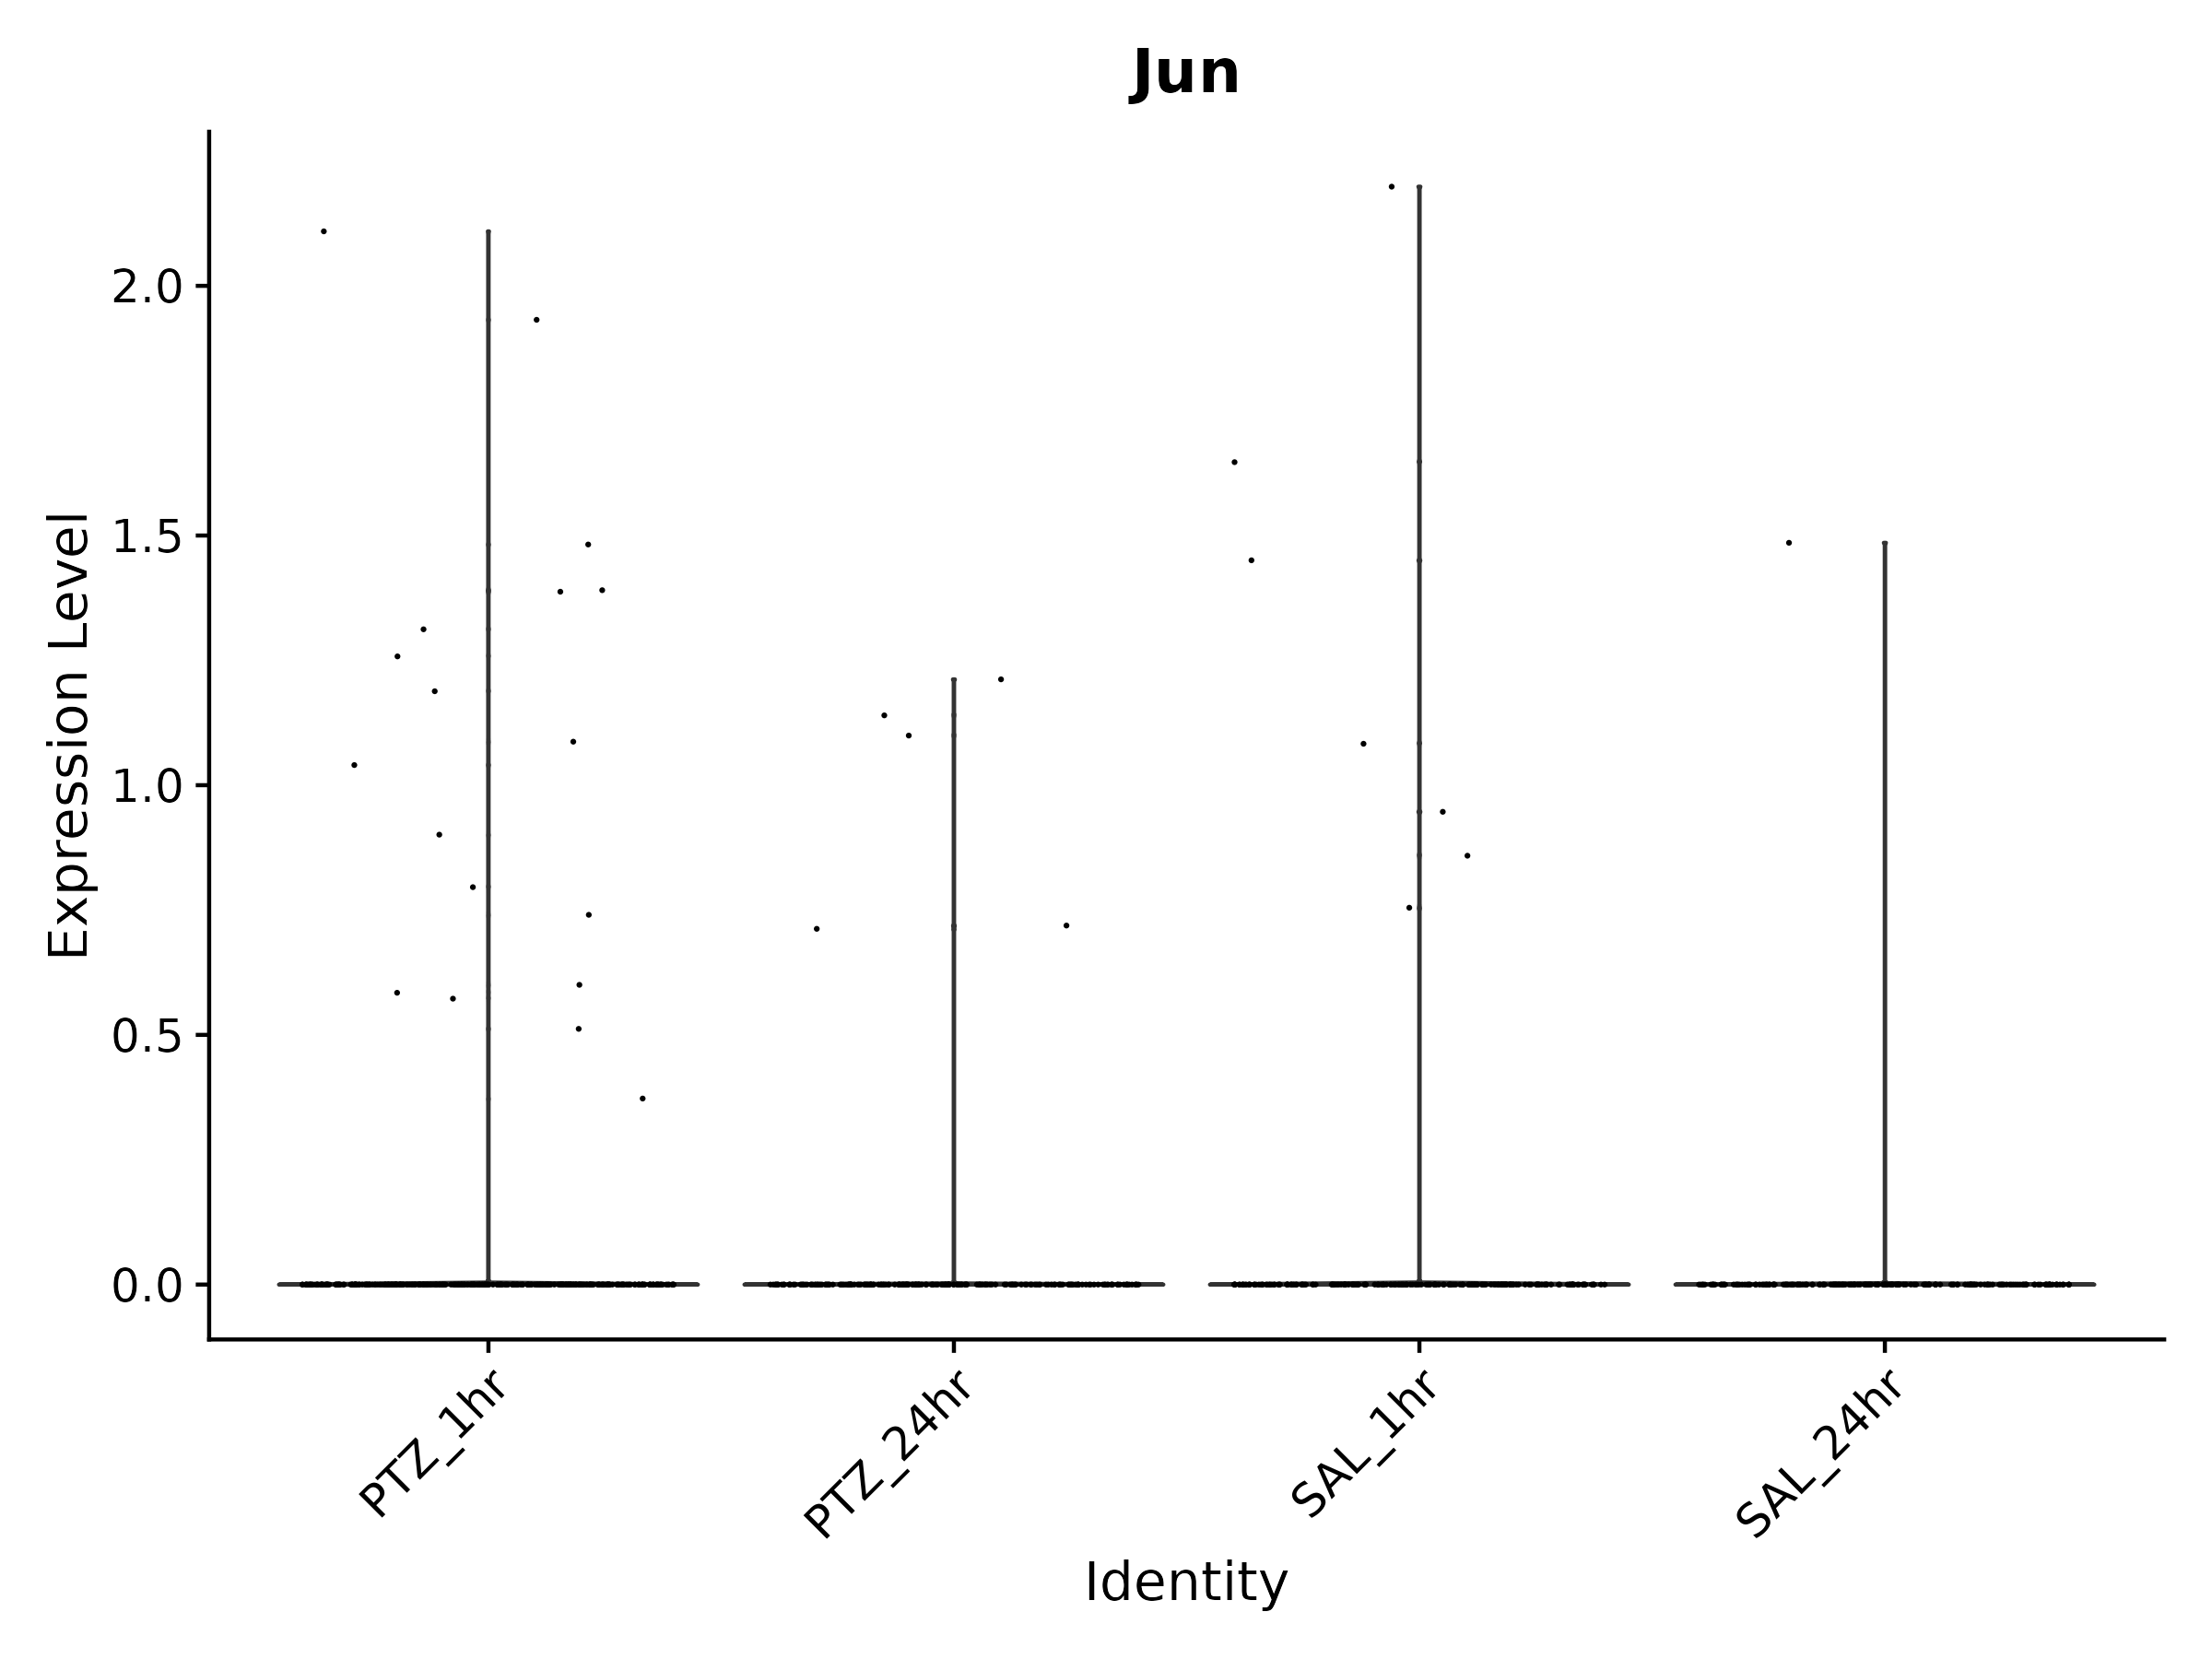 Jun
Expression Level
2.0
1.5
1.0
0.5
0.0
PTZ_1hr
PTZ_24hr
SAL_1hr
SAL_24hr
Identity